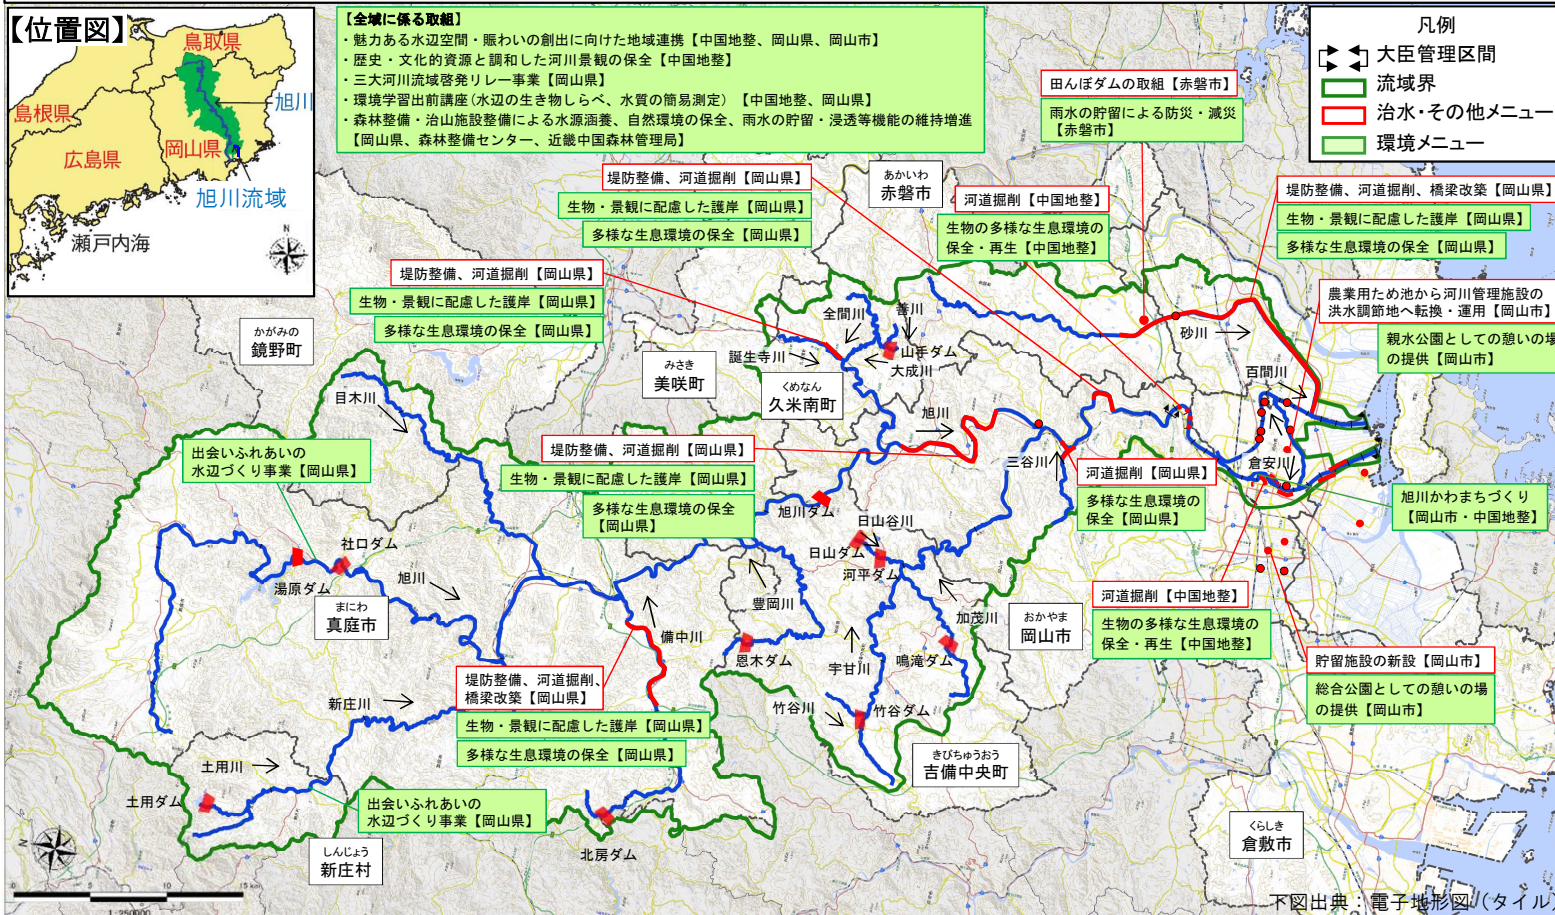 【位置図】
鳥取県
島根県
旭川
広島県
岡山県
旭川流域
瀬戸内海
N
【全域に係る取組】
・魅力ある水辺空間・賑わいの創出に向けた地域連携【中国地整、岡山県、岡山市】
・歴史・文化的資源と調和した河川景観の保全【中国地整】
・三大河川流域啓発リレー事業【岡山県】
・環境学習出前講座(水辺の生き物しらべ、水質の簡易測定)　【中国地整、岡山県】
・森林整備・治山施設整備による水源涵養、自然環境の保全、雨水の貯留・浸透等機能の維持増進
【岡山県、森林整備センター、近畿中国森林管理局】
凡例
大臣管理区間
流域界
治水・その他メニュー
環境メニュー
田んぼダムの取組【赤磐市】
雨水の貯留による防災・減災
【赤磐市】
堤防整備、河道掘削【岡山県】
生物・景観に配慮した護岸【岡山県】
多様な生息環境の保全【岡山県】
あかいわ
赤磐市
河道掘削【中国地整】
生物の多様な生息環境の
保全・再生【中国地整】
堤防整備、河道掘削、橋梁改築【岡山県】
生物・景観に配慮した護岸【岡山県】
多様な生息環境の保全【岡山県】
堤防整備、河道掘削【岡山県】
生物・景観に配慮した護岸【岡山県】
多様な生息環境の保全【岡山県】
農業用ため池から河川管理施設の
洪水調節地へ転換・運用【岡山市】
親水公園としての憩いの場
の提供【岡山市】
かがみの
鏡野町
全間川
善川
誕生寺川
山手ダム
大成川
砂川
百間川
みさき
美咲町
くめなん
久米南町
目木川
旭川
出会いふれあいの
水辺づくり事業【岡山県】
堤防整備、河道掘削【岡山県】
生物・景観に配慮した護岸【岡山県】
多様な生息環境の保全
【岡山県】
三谷川
河道掘削【岡山県】
多様な生息環境の
保全【岡山県】
倉安川
旭川かわまちづくり
【岡山市・中国地整】
旭川ダム
日山谷川
日山ダム
河平ダム
社口ダム
湯原ダム
旭川
まにわ
真庭市
備中川
豊岡川
恩木ダム
宇甘川
鳴滝ダム
加茂川
おかやま
岡山市
河道掘削【中国地整】
生物の多様な生息環境の
保全・再生【中国地整】
貯留施設の新設【岡山市】
総合公園としての憩いの場
の提供【岡山市】
堤防整備、河道掘削、
橋梁改築【岡山県】
生物・景観に配慮した護岸【岡山県】
多様な生息環境の保全【岡山県】
新庄川
竹谷川
竹谷ダム
きびちゅうおう
吉備中央町
土用川
土用ダム
出会いふれあいの
水辺づくり事業【岡山県】
しんじょう
新庄村
北房ダム
くらしき
倉敷市
0 5 10 15 km
1:250000
下図出典：電子地形図（タイル）